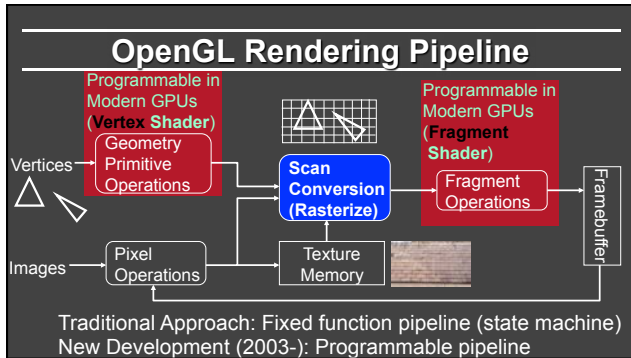 OpenGL Rendering Pipeline
Programmable in
Modern GPUs
(Vertex Shader)
Programmable in
Modern GPUs
(Fragment
Shader)
Vertices
Geometry
Primitive
Operations
Scan
Conversion
(Rasterize)
Fragment
Operations
Framebuffer
Images
Pixel
Operations
Texture
Memory
Traditional Approach: Fixed function pipeline (state machine)
New Development (2003-): Programmable pipeline